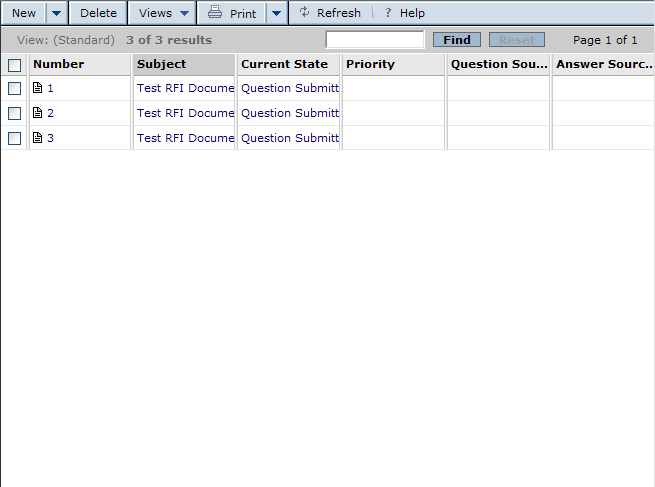 New Delete Views Print Refresh ? Help
View: (Standard) 3 of 3 results Find Reset Page 1 of 1
Number Subject Current State Priority Question Sou... Answer Sourc..
1 Test RFI Docume Question Submitt
2 Test RFI Docume Question Submitt
3 Test RFI Docume Question Submitt